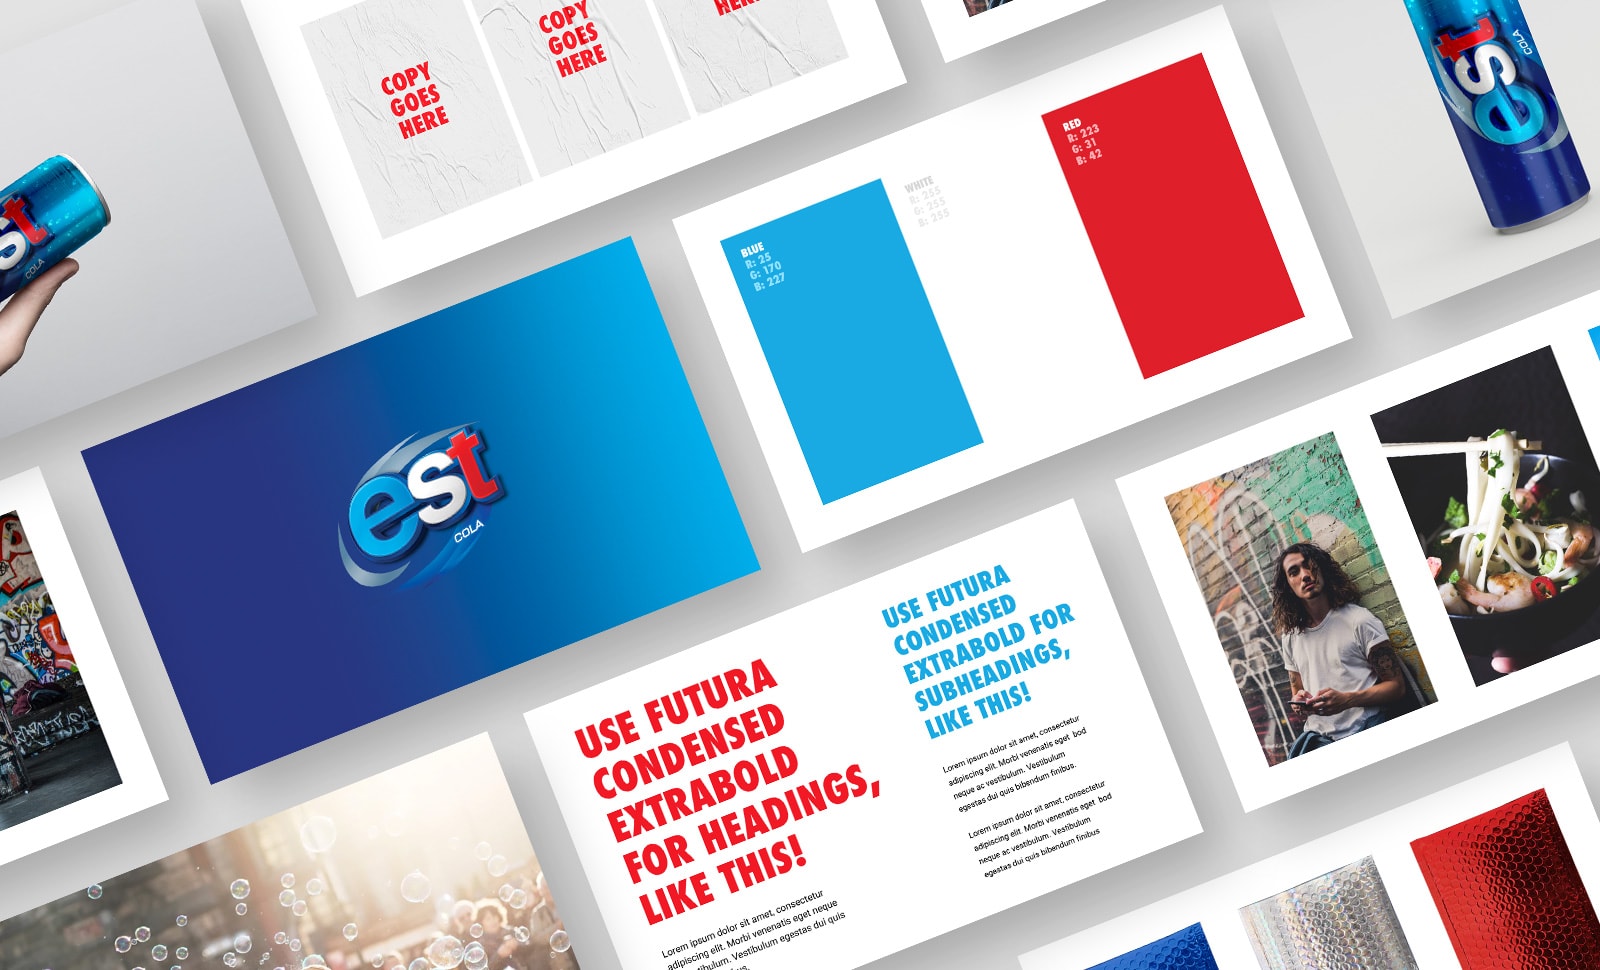 COPY
GOES
HERE
COPY
GOES
HERE
est
COLA
RED
R: 223
G: 31
B: 42
WHITE
R: 255
G: 255
B: 255
BLUE
R: 25
G: 170
B: 227
st
COLA
est
COLA
USE FUTURA
CONDENSED
EXTRABOLD FOR
SUBHEADINGS,
LIKE THIS!
Lorem ipsum dolor sit amet, consectetur
adipiscing elit. Morbi venenatis eget bod
neque ac vestibulum. Vestibulum
egestas dui quis bibendum finibus.
Lorem ipsum dolor sit amet, consectetur
adipiscing elit. Morbi venenatis eget bod
neque ac vestibulum. Vestibulum
egestas dui quis bibendum finibus
USE FUTURA
CONDENSED
EXTRABOLD
FOR HEADINGS,
LIKE THIS!
Lorem ipsum dolor sit amet, consectetur
adipiscing elit. Morbi venenatis eget neque
Vestibulum egestas dui quis